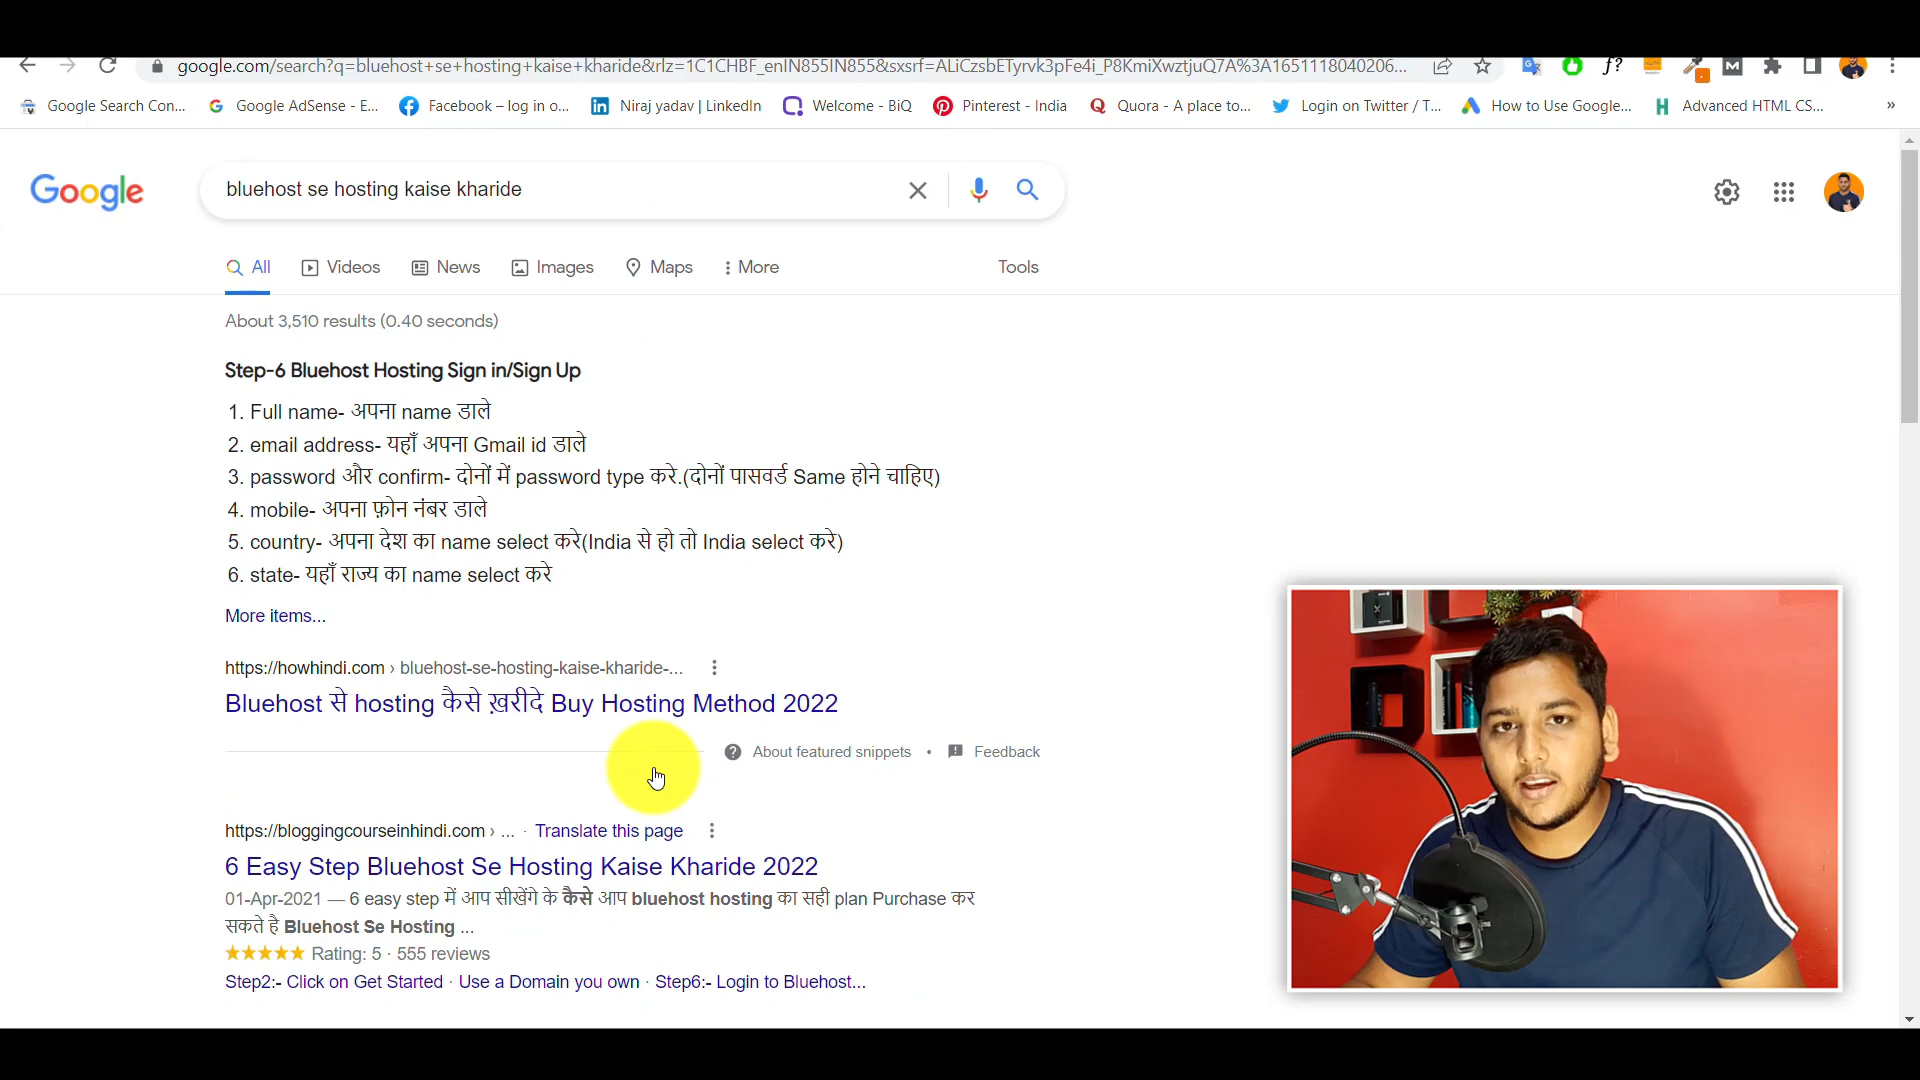 google.com/search?q=bluehost+se+hosting+kaise+kharide&rlz=1C1CHBF_enIN855IN855&sxsrf=ALiCzsbETyrvk3pFe4i_P8KmiXwztjuQ7A%3A1651118040206...
Google Search Con...
Google AdSense - E...
Facebook – log in o...
Niraj yadav | LinkedIn
Welcome - BiQ
Pinterest - India
Quora - A place to...
Login on Twitter / T...
How to Use Google...
Advanced HTML CS...
»
Google
bluehost se hosting kaise kharide
All
Videos
News
Images
Maps
More
Tools
About 3,510 results (0.40 seconds)
Step-6 Bluehost Hosting Sign in/Sign Up
1. Full name- अपना name डाले
2. email address- यहाँ अपना Gmail id डाले
3. password और confirm- दोनों में password type करे.(दोनों पासवर्ड Same होने चाहिए)
4. mobile- अपना फ़ोन नंबर डाले
5. country- अपना देश का name select करे(India से हो तो India select करे)
6. state- यहाँ राज्य का name select करे
More items...
https://howhindi.com › bluehost-se-hosting-kaise-kharide-...
Bluehost से hosting कैसे ख़रीदे Buy Hosting Method 2022
About featured snippets • Feedback
https://bloggingcourseinhindi.com › ... · Translate this page
6 Easy Step Bluehost Se Hosting Kaise Kharide 2022
01-Apr-2021 — 6 easy step में आप सीखेंगे के कैसे आप bluehost hosting का सही plan Purchase कर
सकते है Bluehost Se Hosting ...
★★★★★ Rating: 5 · 555 reviews
Step2:- Click on Get Started · Use a Domain you own · Step6:- Login to Bluehost...